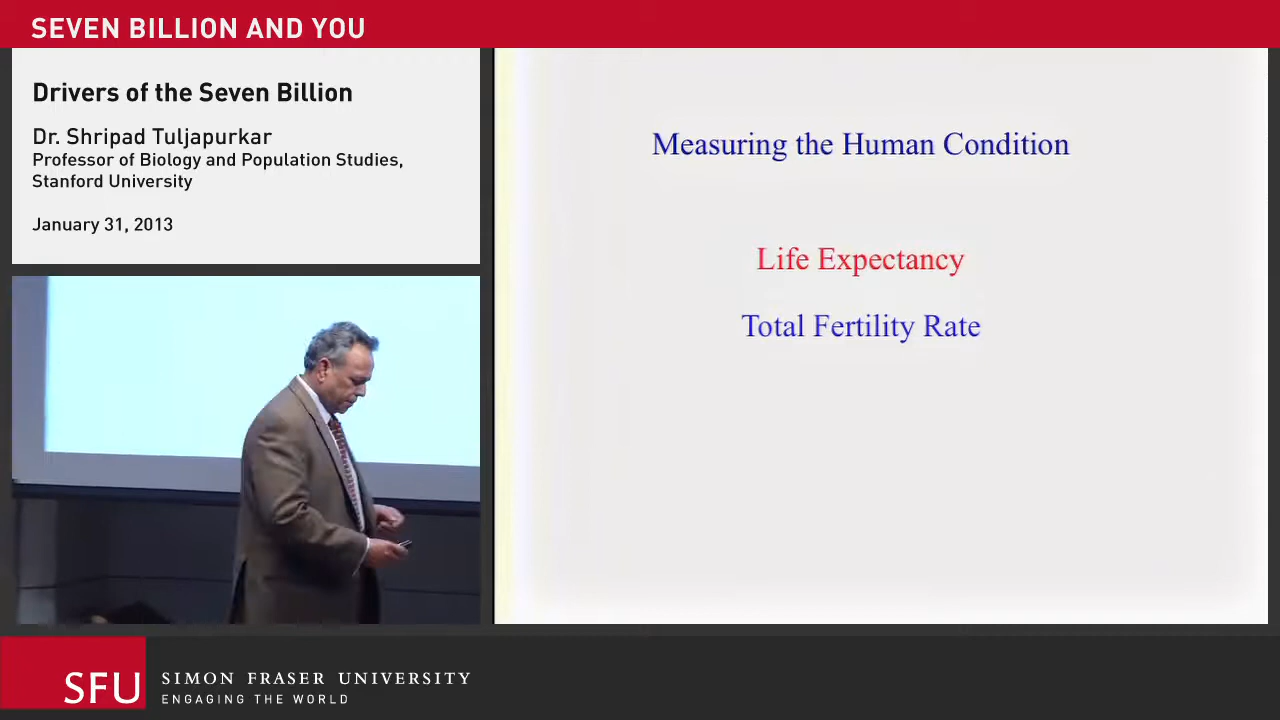 SEVEN BILLION AND YOU
Drivers of the Seven Billion
Dr. Shripad Tuljapurkar
Professor of Biology and Population Studies,
Stanford University
January 31, 2013
Measuring the Human Condition
Life Expectancy
Total Fertility Rate
SFU
SIMON FRASER UNIVERSITY
ENGAGING THE WORLD